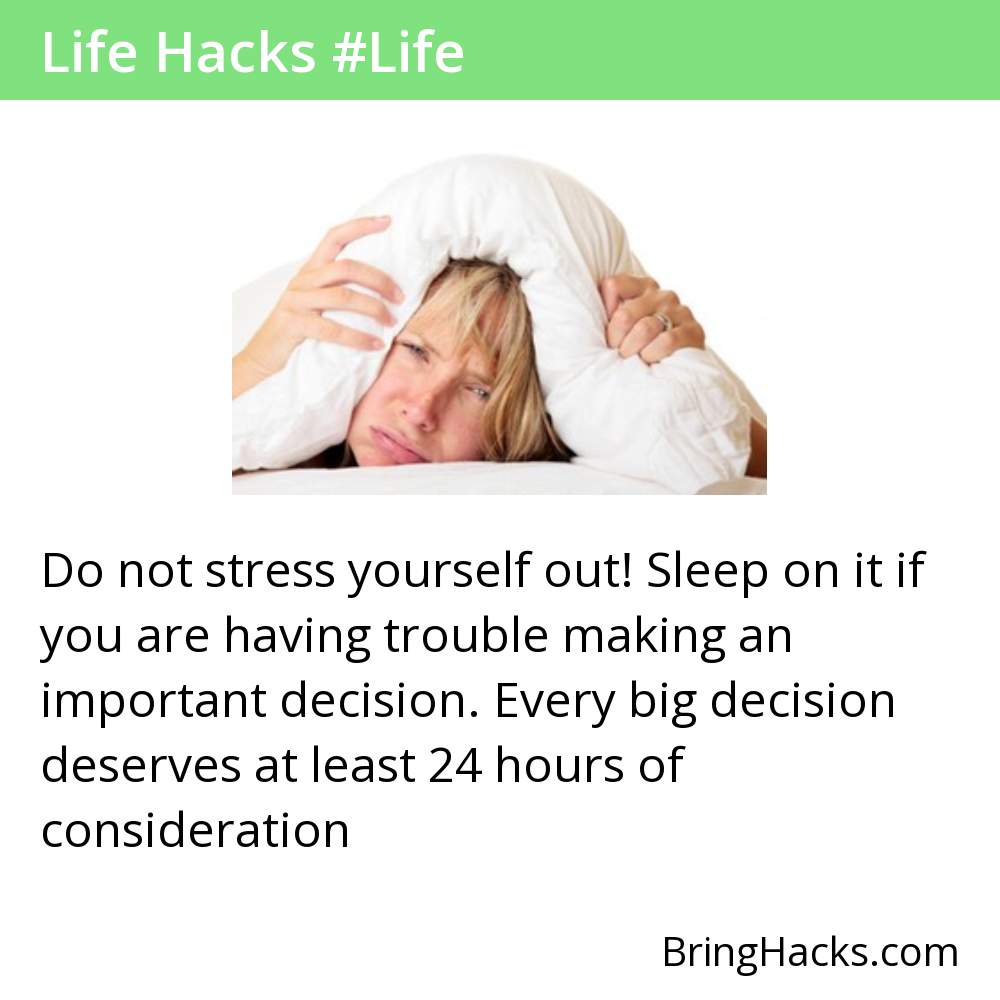 Life Hacks #Life
Do not stress yourself out! Sleep on it if
you are having trouble making an
important decision. Every big decision
deserves at least 24 hours of
consideration
BringHacks.com